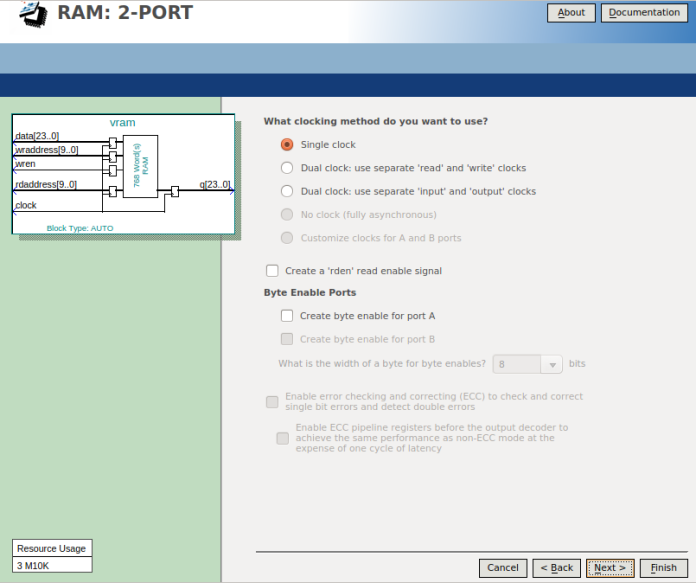 RAM: 2-PORT
About
Documentation
vram
data[23..0]
wraddress[9..0]
wren
rdaddress[9..0]
clock
768 Word(s)
RAM
q[23..0]
Block Type: AUTO
What clocking method do you want to use?
Single clock
Dual clock: use separate 'read' and 'write' clocks
Dual clock: use separate 'input' and 'output' clocks
No clock (fully asynchronous)
Customize clocks for A and B ports
Create a 'rden' read enable signal
Byte Enable Ports
Create byte enable for port A
Create byte enable for port B
What is the width of a byte for byte enables? 8 bits
Enable error checking and correcting (ECC) to check and correct
single bit errors and detect double errors
Enable ECC pipeline registers before the output decoder to
achieve the same performance as non-ECC mode at the
expense of one cycle of latency
Resource Usage
3 M10K
Cancel
< Back
Next >
Finish